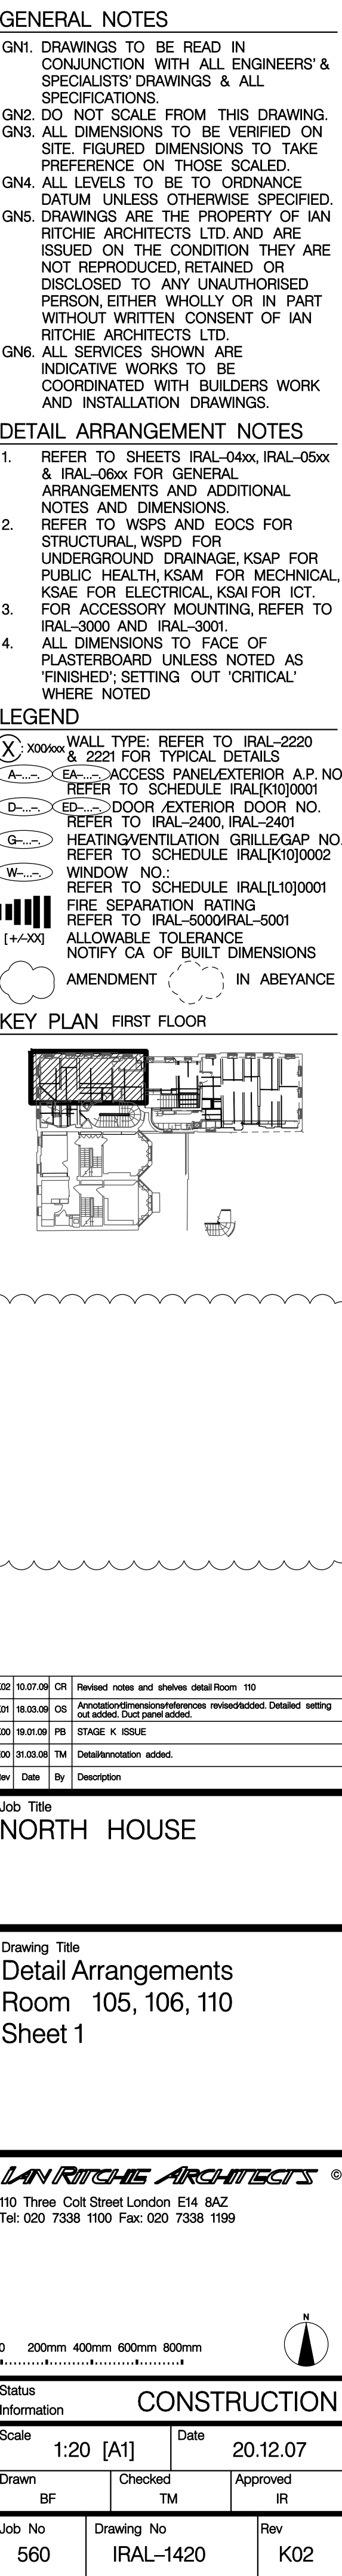 GENERAL NOTES
GN1. DRAWINGS TO BE READ IN
CONJUNCTION WITH ALL ENGINEERS' &
SPECIALISTS' DRAWINGS & ALL
SPECIFICATIONS.
GN2. DO NOT SCALE FROM THIS DRAWING.
GN3. ALL DIMENSIONS TO BE VERIFIED ON
SITE. FIGURED DIMENSIONS TO TAKE
PREFERENCE ON THOSE SCALED.
GN4. ALL LEVELS TO BE TO ORDNANCE
DATUM UNLESS OTHERWISE SPECIFIED.
GN5. DRAWINGS ARE THE PROPERTY OF IAN
RITCHIE ARCHITECTS LTD. AND ARE
ISSUED ON THE CONDITION THEY ARE
NOT REPRODUCED, RETAINED OR
DISCLOSED TO ANY UNAUTHORISED
PERSON, EITHER WHOLLY OR IN PART
WITHOUT WRITTEN CONSENT OF IAN
RITCHIE ARCHITECTS LTD.
GN6. ALL SERVICES SHOWN ARE
INDICATIVE WORKS TO BE
COORDINATED WITH BUILDERS WORK
AND INSTALLATION DRAWINGS.
DETAIL ARRANGEMENT NOTES
1. REFER TO SHEETS IRAL–04xx, IRAL–05xx
& IRAL–06xx FOR GENERAL
ARRANGEMENTS AND ADDITIONAL
NOTES AND DIMENSIONS.
2. REFER TO WSPS AND EOCS FOR
STRUCTURAL, WSPD FOR
UNDERGROUND DRAINAGE, KSAP FOR
PUBLIC HEALTH, KSAM FOR MECHNICAL,
KSAE FOR ELECTRICAL, KSAI FOR ICT.
3. FOR ACCESSORY MOUNTING, REFER TO
IRAL–3000 AND IRAL–3001.
4. ALL DIMENSIONS TO FACE OF
PLASTERBOARD UNLESS NOTED AS
'FINISHED'; SETTING OUT 'CRITICAL'
WHERE NOTED
LEGEND
X : X00/xxx WALL TYPE: REFER TO IRAL–2220
& 2221 FOR TYPICAL DETAILS
A–...–. EA–...–. ACCESS PANEL/EXTERIOR A.P. NO
REFER TO SCHEDULE IRAL[K10]0001
D–...–. ED–...–. DOOR /EXTERIOR DOOR NO.
REFER TO IRAL–2400, IRAL–2401
G–...–. HEATING/VENTILATION GRILLE/GAP NO.
REFER TO SCHEDULE IRAL[K10]0002
W–...–. WINDOW NO.:
REFER TO SCHEDULE IRAL[L10]0001
FIRE SEPARATION RATING
REFER TO IRAL–5000/IRAL–5001
[+/–XX] ALLOWABLE TOLERANCE
NOTIFY CA OF BUILT DIMENSIONS
AMENDMENT IN ABEYANCE
KEY PLAN FIRST FLOOR
K02 10.07.09 CR Revised notes and shelves detail Room 110
K01 18.03.09 OS Annotation/dimensions/references revised/added. Detailed setting
out added. Duct panel added.
K00 19.01.09 PB STAGE K ISSUE
E00 31.03.08 TM Detail/annotation added.
Rev Date By Description
Job Title
NORTH HOUSE
Drawing Title
Detail Arrangements
Room 105, 106, 110
Sheet 1
IAN RITCHIE ARCHITECTS ©
110 Three Colt Street London E14 8AZ
Tel: 020 7338 1100 Fax: 020 7338 1199
N
0 200mm 400mm 600mm 800mm
Status
Information CONSTRUCTION
Scale Date
1:20 [A1] 20.12.07
Drawn Checked Approved
BF TM IR
Job No Drawing No Rev
560 IRAL–1420 K02